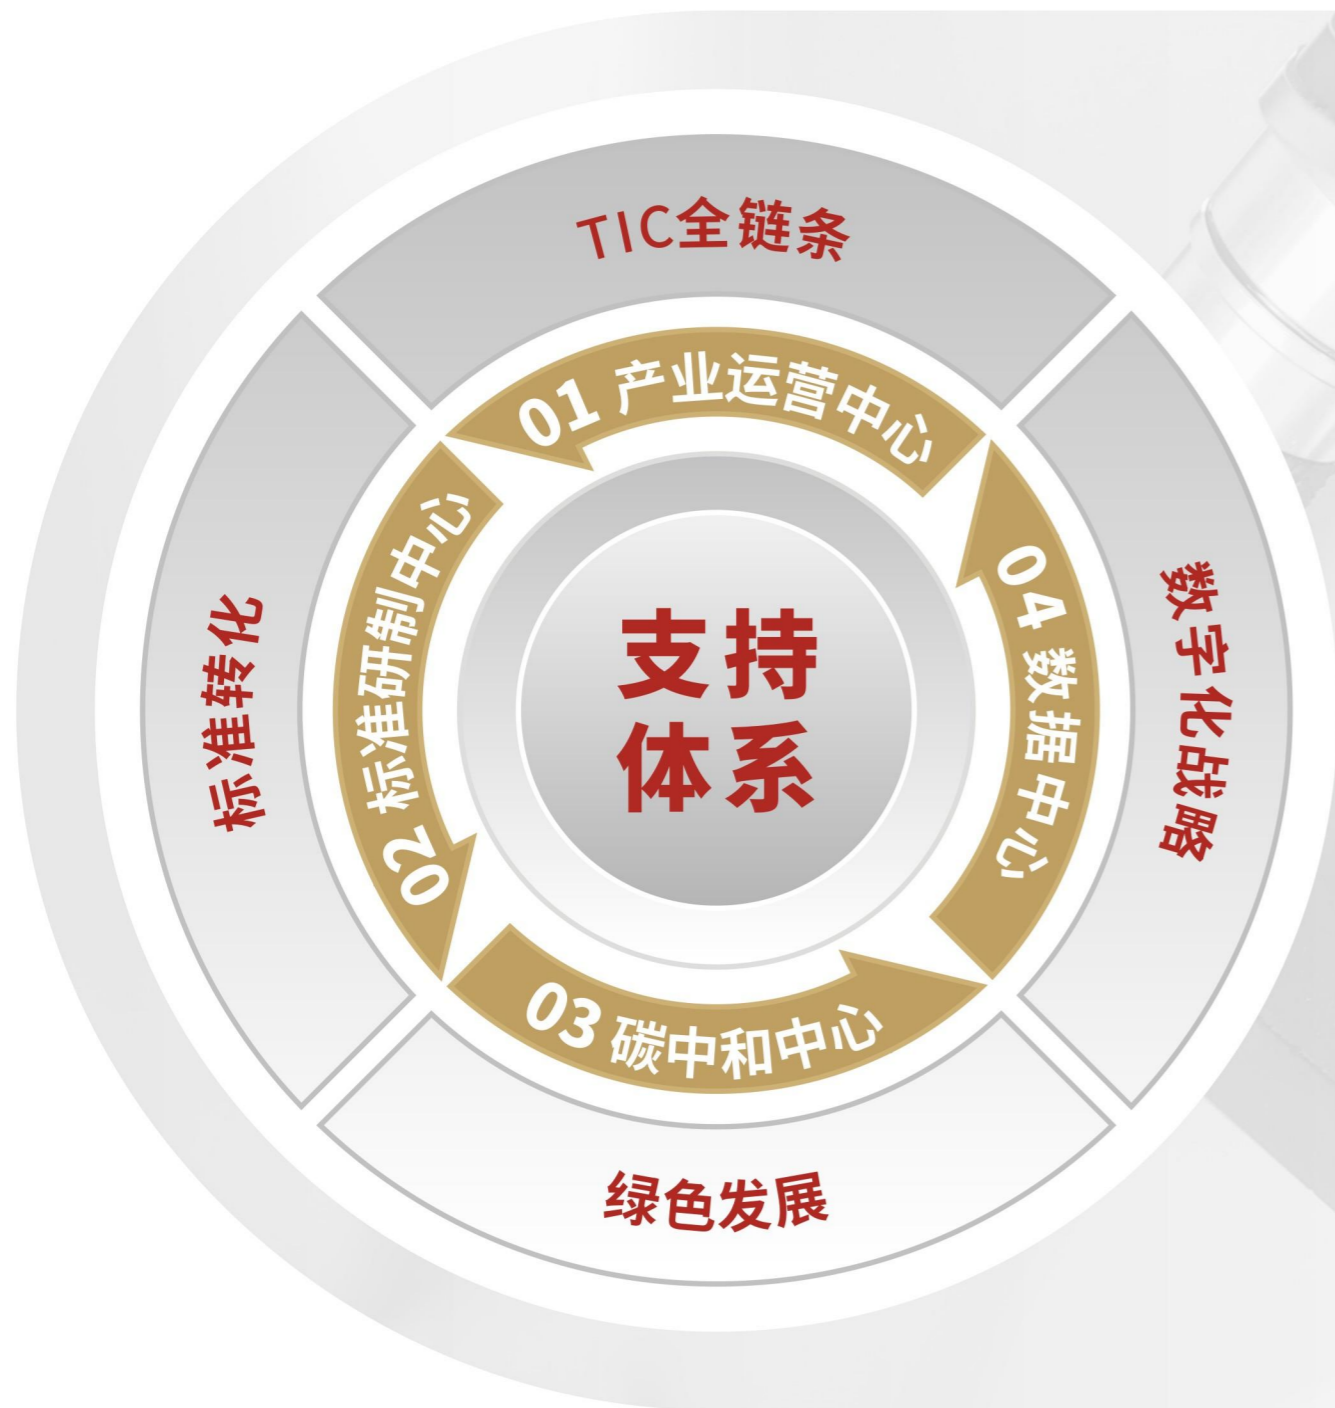 TIC全链条
01 产业运营中心
标准转化
02 标准研制中心
支持
体系
04 数据中心
数字化战略
03 碳中和中心
绿色发展